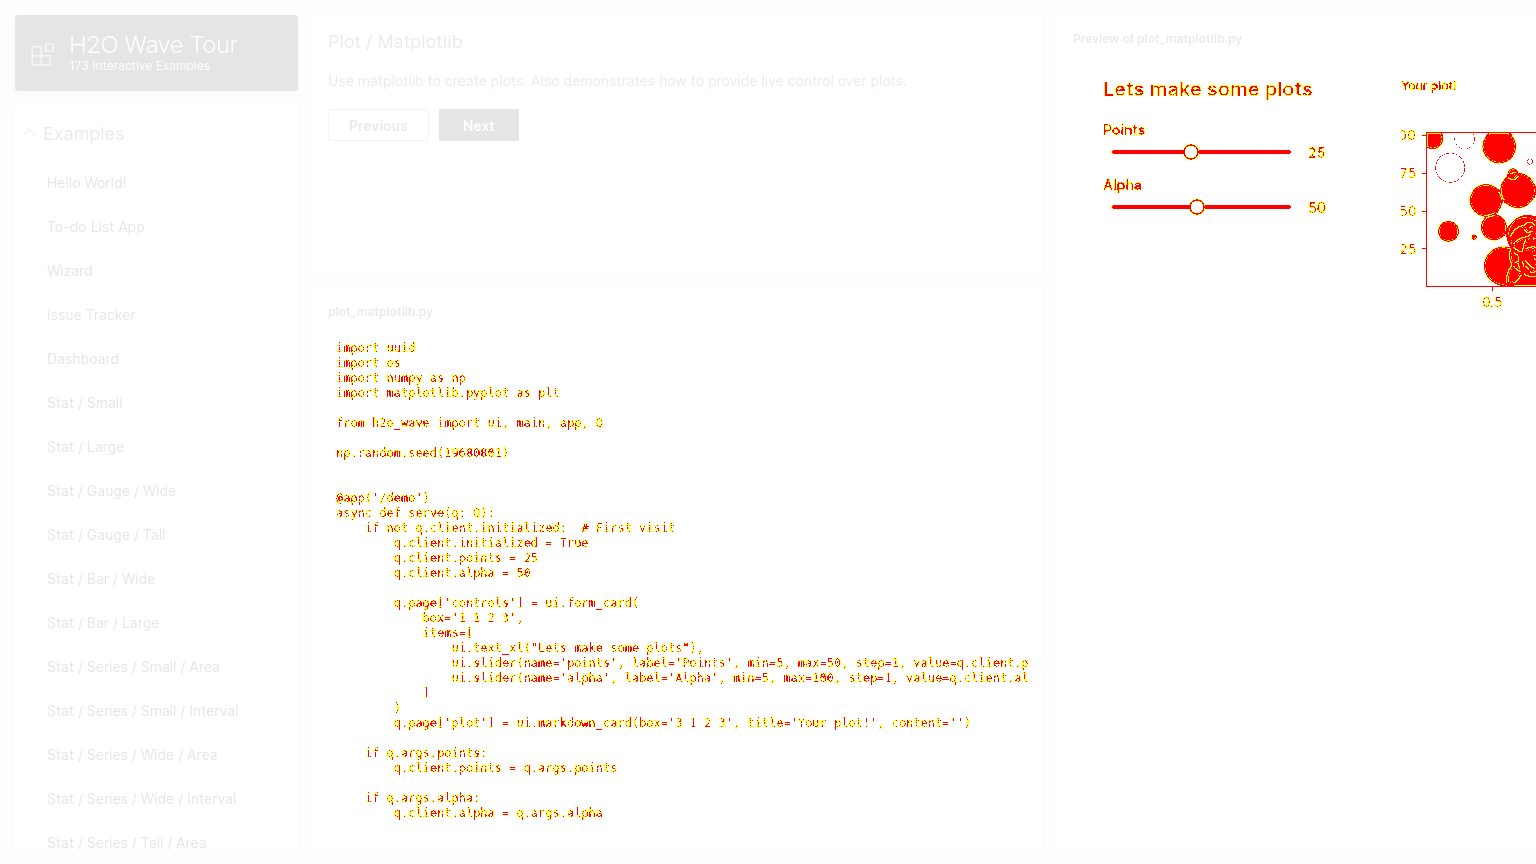 H2O Wave Tour
173 Interactive Examples
Examples
Hello World!
To-do List App
Wizard
Issue Tracker
Dashboard
Stat / Small
Stat / Large
Stat / Gauge / Wide
Stat / Gauge / Tall
Stat / Bar / Wide
Stat / Bar / Large
Stat / Series / Small / Area
Stat / Series / Small / Interval
Stat / Series / Wide / Area
Stat / Series / Wide / Interval
Stat / Series / Tall / Area
Plot / Matplotlib
Use matplotlib to create plots. Also demonstrates how to provide live control over plots.
Previous
Next
plot_matplotlib.py
import uuid
import os
import numpy as np
import matplotlib.pyplot as plt
from h2o_wave import ui, main, app, Q
np.random.seed(19680801)
@app('/demo')
async def serve(q: Q):
if not q.client.initialized:  # First visit
q.client.initialized = True
q.client.points = 25
q.client.alpha = 50
q.page['controls'] = ui.form_card(
box='1 1 2 3',
items=[
ui.text_xl("Lets make some plots"),
ui.slider(name='points', label='Points', min=5, max=50, step=1, value=q.client.p
ui.slider(name='alpha', label='Alpha', min=5, max=100, step=1, value=q.client.al
]
)
q.page['plot'] = ui.markdown_card(box='3 1 2 3', title='Your plot!', content='')
if q.args.points:
q.client.points = q.args.points
if q.args.alpha:
q.client.alpha = q.args.alpha
Preview of plot_matplotlib.py
Lets make some plots
Points
25
Alpha
50
Your plot!
75
50
25
0.5